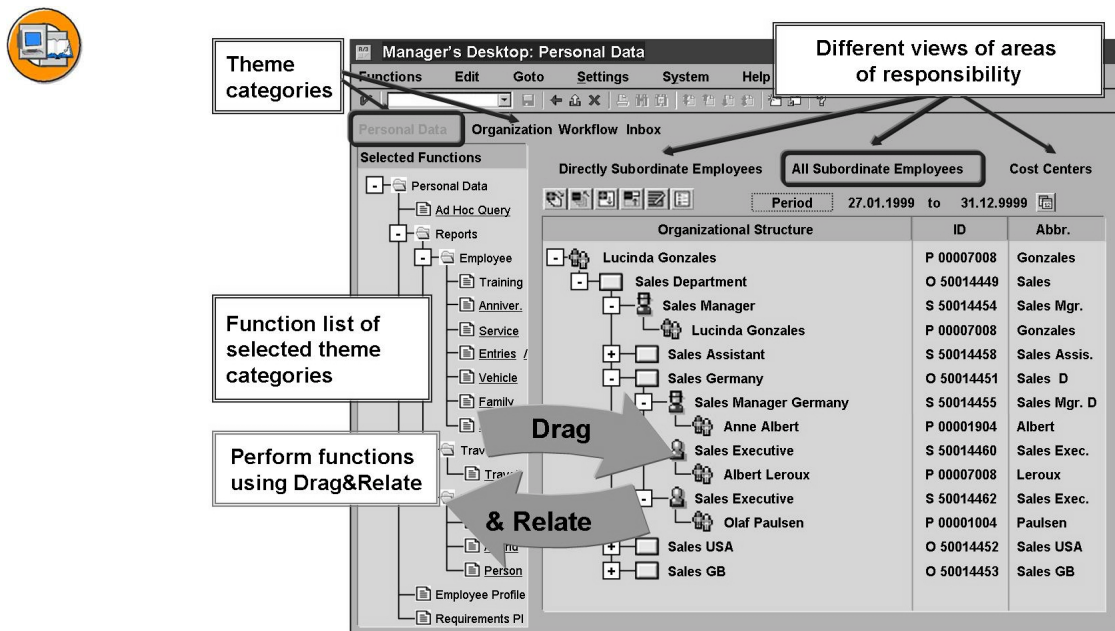 Theme
categories
Different views of areas
of responsibility
R/3 Manager's Desktop: Personal Data
Functions Edit Goto Settings System Help
Personal Data Organization Workflow Inbox
Selected Functions
Directly Subordinate Employees All Subordinate Employees Cost Centers
Personal Data
Ad Hoc Query
Period 27.01.1999 to 31.12.9999
Reports
Organizational Structure ID Abbr.
Employee
Lucinda Gonzales P 00007008 Gonzales
Training
Sales Department O 50014449 Sales
Anniver.
Sales Manager S 50014454 Sales Mgr.
Service
Lucinda Gonzales P 00007008 Gonzales
Entries /
Sales Assistant S 50014458 Sales Assis.
Vehicle
Sales Germany O 50014451 Sales D
Family
Sales Manager Germany S 50014455 Sales Mgr. D
Anne Albert P 00001904 Albert
Sales Executive S 50014460 Sales Exec.
Albert Leroux P 00007008 Leroux
Sales Executive S 50014462 Sales Exec.
Olaf Paulsen P 00001004 Paulsen
Sales USA O 50014452 Sales USA
Person
Sales GB O 50014453 Sales GB
Employee Profile
Requirements Pl
Function list of
selected theme
categories
Perform functions
using Drag&Relate
Drag
& Relate